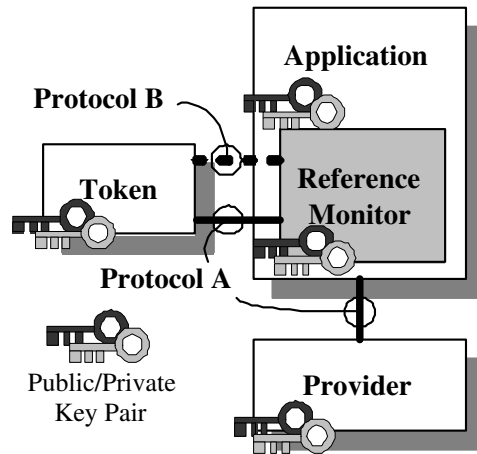 Application
Protocol B
Token
Reference
Monitor
Protocol A
Public/Private
Key Pair
Provider